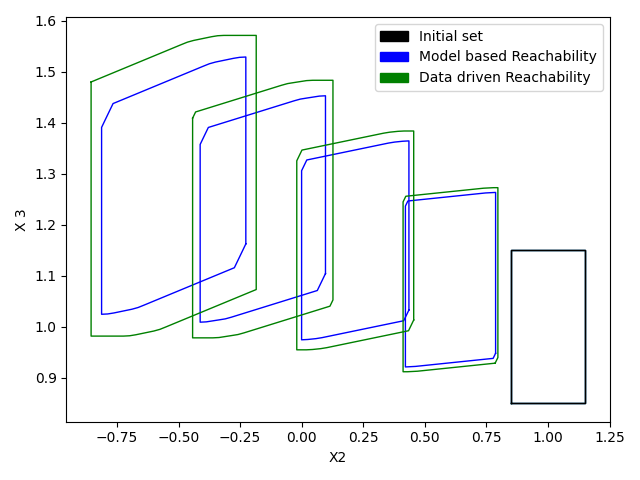 Initial set
Model based Reachability
Data driven Reachability
1.6
1.5
1.4
1.3
1.2
1.1
1.0
0.9
X 3
−0.75 −0.50 −0.25 0.00 0.25 0.50 0.75 1.00 1.25
X2